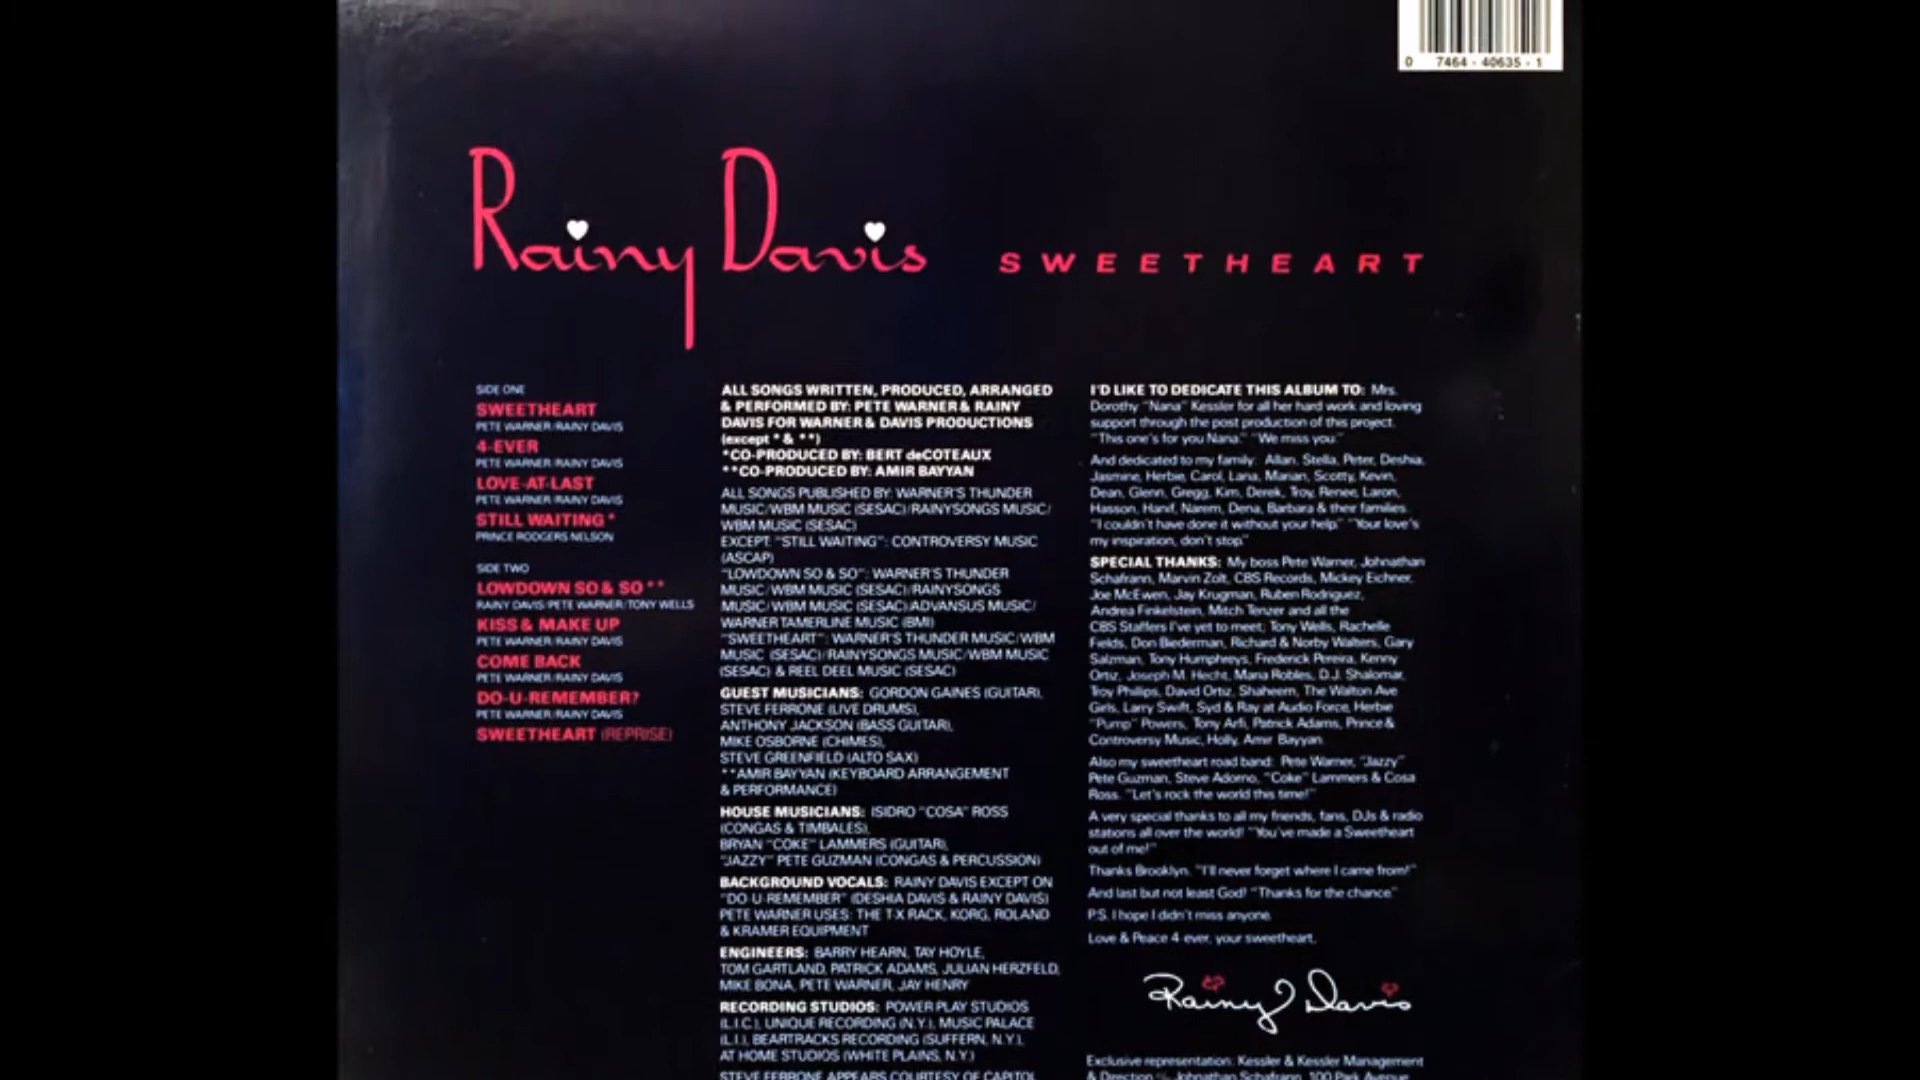 0 7464 - 40635 - 1
Rainy Davis SWEETHEART
SIDE ONE
SWEETHEART
PETE WARNER/RAINY DAVIS
4-EVER
PETE WARNER/RAINY DAVIS
LOVE-AT-LAST
PETE WARNER/RAINY DAVIS
STILL WAITING *
PRINCE RODGERS NELSON
SIDE TWO
LOWDOWN SO & SO **
RAINY DAVIS/PETE WARNER/TONY WELLS
KISS & MAKE UP
PETE WARNER/RAINY DAVIS
COME BACK
PETE WARNER/RAINY DAVIS
DO-U-REMEMBER?
PETE WARNER/RAINY DAVIS
SWEETHEART (REPRISE)
ALL SONGS WRITTEN, PRODUCED, ARRANGED
& PERFORMED BY: PETE WARNER & RAINY
DAVIS FOR WARNER & DAVIS PRODUCTIONS
(except * & **)
*CO-PRODUCED BY: BERT deCOTEAUX
**CO-PRODUCED BY: AMIR BAYYAN
ALL SONGS PUBLISHED BY: WARNER'S THUNDER
MUSIC/WBM MUSIC (SESAC)/RAINYSONGS MUSIC/
WBM MUSIC (SESAC)
EXCEPT: "STILL WAITING": CONTROVERSY MUSIC
(ASCAP)
"LOWDOWN SO & SO": WARNER'S THUNDER
MUSIC/WBM MUSIC (SESAC)/RAINYSONGS
MUSIC/WBM MUSIC (SESAC)/ADVANSUS MUSIC/
WARNER TAMERLINE MUSIC (BMI)
"SWEETHEART": WARNER'S THUNDER MUSIC/WBM
MUSIC (SESAC)/RAINYSONGS MUSIC/WBM MUSIC
(SESAC) & REEL DEEL MUSIC (SESAC)
GUEST MUSICIANS: GORDON GAINES (GUITAR),
STEVE FERRONE (LIVE DRUMS),
ANTHONY JACKSON (BASS GUITAR),
MIKE OSBORNE (CHIMES),
STEVE GREENFIELD (ALTO SAX)
**AMIR BAYYAN (KEYBOARD ARRANGEMENT
& PERFORMANCE)
HOUSE MUSICIANS: ISIDRO "COSA" ROSS
(CONGAS & TIMBALES),
BRYAN "COKE" LAMMERS (GUITAR),
"JAZZY" PETE GUZMAN (CONGAS & PERCUSSION)
BACKGROUND VOCALS: RAINY DAVIS EXCEPT ON
"DO-U-REMEMBER" (DESHIA DAVIS & RAINY DAVIS)
PETE WARNER USES: THE T-X RACK, KORG, ROLAND
& KRAMER EQUIPMENT
ENGINEERS: BARRY HEARN, TAY HOYLE,
TOM GARTLAND, PATRICK ADAMS, JULIAN HERZFELD,
MIKE BONA, PETE WARNER, JAY HENRY
RECORDING STUDIOS: POWER PLAY STUDIOS
(L.I.C.), UNIQUE RECORDING (N.Y.), MUSIC PALACE
(L.I.), BEARTRACKS RECORDING (SUFFERN, N.Y.),
AT HOME STUDIOS (WHITE PLAINS, N.Y.)
STEVE FERRONE APPEARS COURTESY OF CAPITOL
I'D LIKE TO DEDICATE THIS ALBUM TO: Mrs.
Dorothy "Nana" Kessler for all her hard work and loving
support through the post production of this project.
"This one's for you Nana." "We miss you."
And dedicated to my family: Allan, Stella, Peter, Deshia,
Jasmine, Herbie, Carol, Lana, Marian, Scotty, Kevin,
Dean, Glenn, Gregg, Kim, Derek, Troy, Renee, Laron,
Hasson, Hanif, Narem, Dena, Barbara & their families.
"I couldn't have done it without your help." "Your love's
my inspiration, don't stop."
SPECIAL THANKS: My boss Pete Warner, Johnathan
Schafrann, Marvin Zolt, CBS Records, Mickey Eichner,
Joe McEwen, Jay Krugman, Ruben Rodriguez,
Andrea Finkelstein, Mitch Tenzer and all the
CBS Staffers I've yet to meet; Tony Wells, Rachelle
Fields, Don Biederman, Richard & Norby Walters, Gary
Salzman, Tony Humphreys, Frederick Pereira, Kenny
Ortiz, Joseph M. Hecht, Maria Robles, D.J. Shalomar,
Troy Phillips, David Ortiz, Shaheem, The Walton Ave
Girls, Larry Swift, Syd & Ray at Audio Force, Herbie
"Pump" Powers, Tony Arfi, Patrick Adams, Prince &
Controversy Music, Holly, Amir Bayyan.
Also my sweetheart road band: Pete Warner, "Jazzy"
Pete Guzman, Steve Adorno, "Coke" Lammers & Cosa
Ross. "Let's rock the world this time!"
A very special thanks to all my friends, fans, DJs & radio
stations all over the world! "You've made a Sweetheart
out of me!"
Thanks Brooklyn. "I'll never forget where I came from!"
And last but not least God! "Thanks for the chance."
P.S. I hope I didn't miss anyone.
Love & Peace 4 ever, your sweetheart,
Rainy Davis
Exclusive representation: Kessler & Kessler Management
& Direction c/o Johnathan Schafrann, 100 Park Avenue